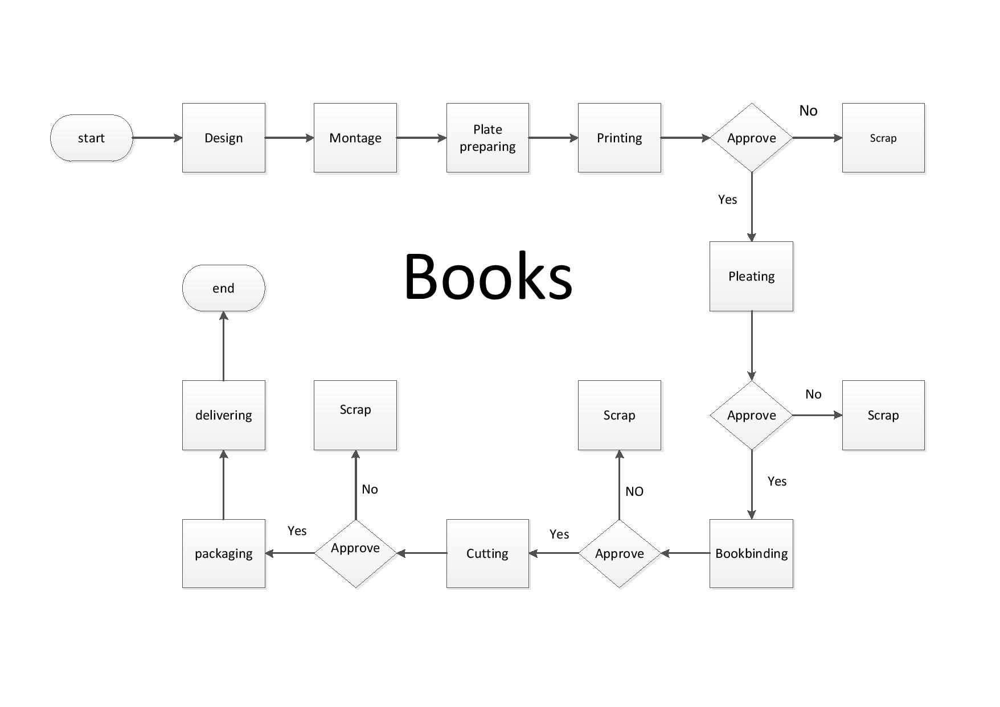 start
Design
Montage
Plate
preparing
Printing
Approve
No
Scrap
Yes
Books
Pleating
end
Approve
No
Scrap
Yes
Bookbinding
Approve
NO
Scrap
Yes
Cutting
Approve
No
Scrap
Yes
packaging
delivering